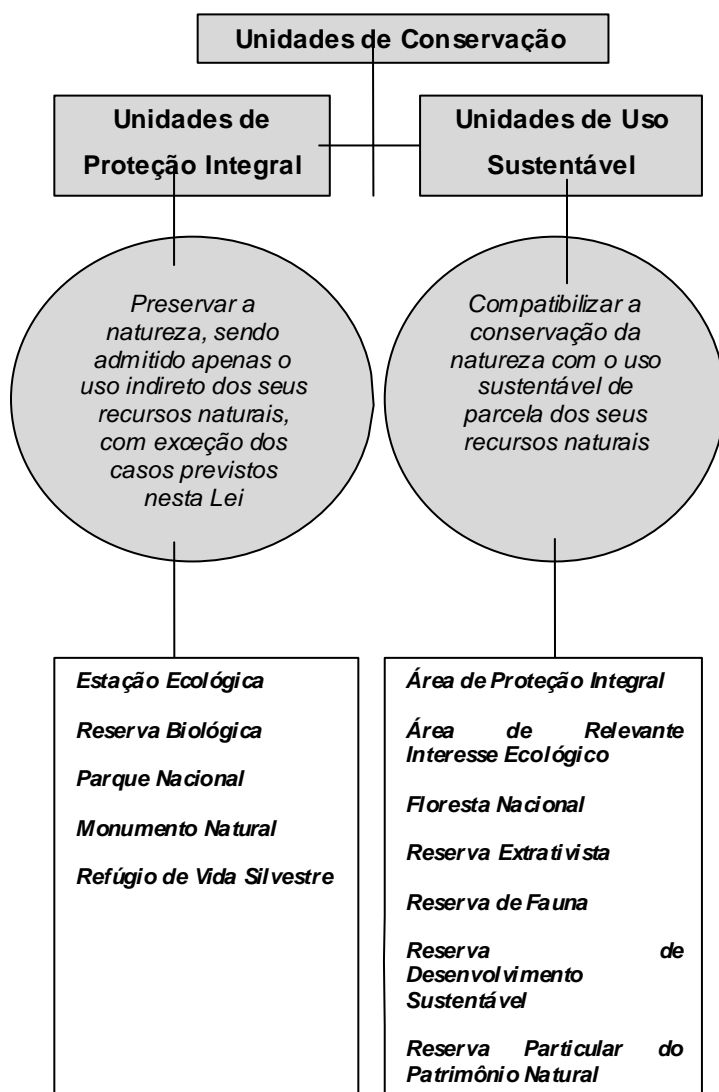 Unidades de Conservação
Unidades de
Proteção Integral
Unidades de Uso
Sustentável
Preservar a
natureza, sendo
admitido apenas o
uso indireto dos seus
recursos naturais,
com exceção dos
casos previstos
nesta Lei
Compatibilizar a
conservação da
natureza com o uso
sustentável de
parcela dos seus
recursos naturais
Estação Ecológica
Reserva Biológica
Parque Nacional
Monumento Natural
Refúgio de Vida Silvestre
Área de Proteção Integral
Área de Relevante
Interesse Ecológico
Floresta Nacional
Reserva Extrativista
Reserva de Fauna
Reserva de
Desenvolvimento
Sustentável
Reserva Particular do
Patrimônio Natural